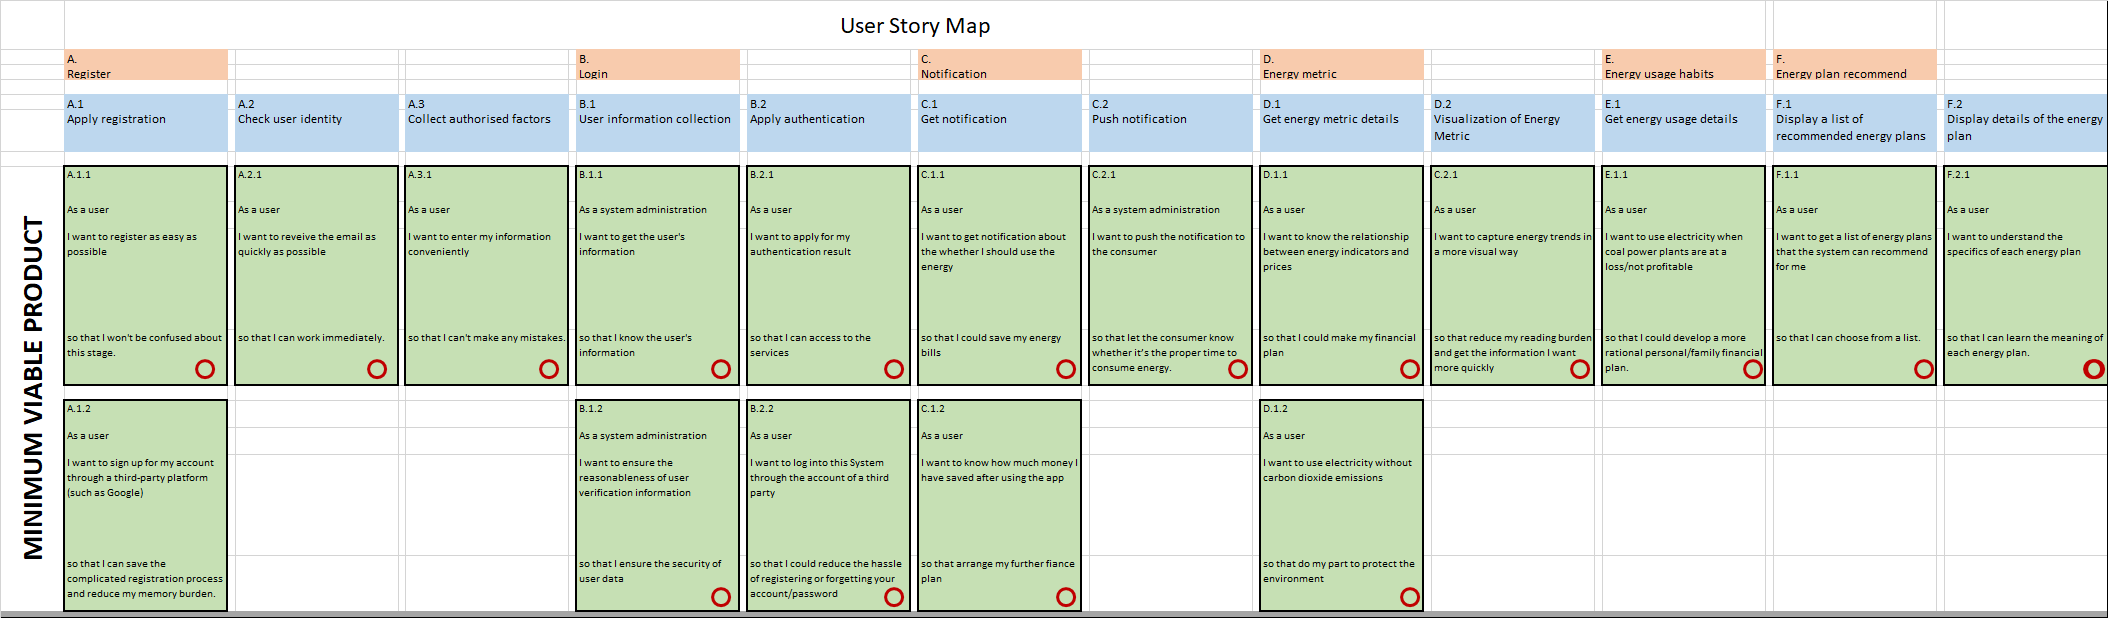 User Story Map
A.
Register
B.
Login
C.
Notification
D.
Energy metric
E.
Energy usage habits
F.
Energy plan recommend
A.1
Apply registration
A.2
Check user identity
A.3
Collect authorised factors
B.1
User information collection
B.2
Apply authentication
C.1
Get notification
C.2
Push notification
D.1
Get energy metric details
D.2
Visualization of Energy
Metric
E.1
Get energy usage details
F.1
Display a list of
recommended energy plans
F.2
Display details of the energy
plan
MINIMUM VIABLE PRODUCT
A.1.1
As a user
I want to register as easy as
possible
so that I won't be confused about
this stage.
A.2.1
As a user
I want to reveive the email as
quickly as possible
so that I can work immediately.
A.3.1
As a user
I want to enter my information
conveniently
so that I can't make any mistakes.
B.1.1
As a system administration
I want to get the user's
information
so that I know the user's
information
B.2.1
As a user
I want to apply for my
authentication result
so that I can access to the
services
C.1.1
As a user
I want to get notification about
the whether I should use the
energy
so that I could save my energy
bills
C.2.1
As a system administration
I want to push the notification to
the consumer
so that let the consumer know
whether it's the proper time to
consume energy.
D.1.1
As a user
I want to know the relationship
between energy indicators and
prices
so that I could make my financial
plan
C.2.1
As a user
I want to capture energy trends in
a more visual way
so that reduce my reading burden
and get the information I want
more quickly
E.1.1
As a user
I want to use electricity when
coal power plants are at a
loss/not profitable
so that I could develop a more
rational personal/family financial
plan.
F.1.1
As a user
I want to get a list of energy plans
that the system can recommend
for me
so that I can choose from a list.
F.2.1
As a user
I want to understand the
specifics of each energy plan
so that I can learn the meaning of
each energy plan.
A.1.2
As a user
I want to sign up for my account
through a third-party platform
(such as Google)
so that I can save the
complicated registration process
and reduce my memory burden.
B.1.2
As a system administration
I want to ensure the
reasonableness of user
verification information
so that I ensure the security of
user data
B.2.2
As a user
I want to log into this System
through the account of a third
party
so that I could reduce the hassle
of registering or forgetting your
account/password
C.1.2
As a user
I want to know how much money I
have saved after using the app
so that arrange my further fiance
plan
D.1.2
As a user
I want to use electricity without
carbon dioxide emissions
so that do my part to protect the
environment